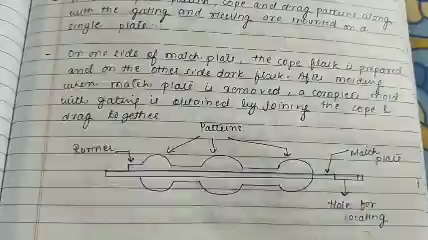 pattern, cope and drag patterns along
with the gating and risering are mounted on a
single plate.
- On one side of match plate, the cope flask is prepared
and on the other side dark flask. After molding
when match plate is removed, a complete mold
with gating is obtained by joining the cope &
drag together
Patterns
Runner
Match
plate
Hole for
locating